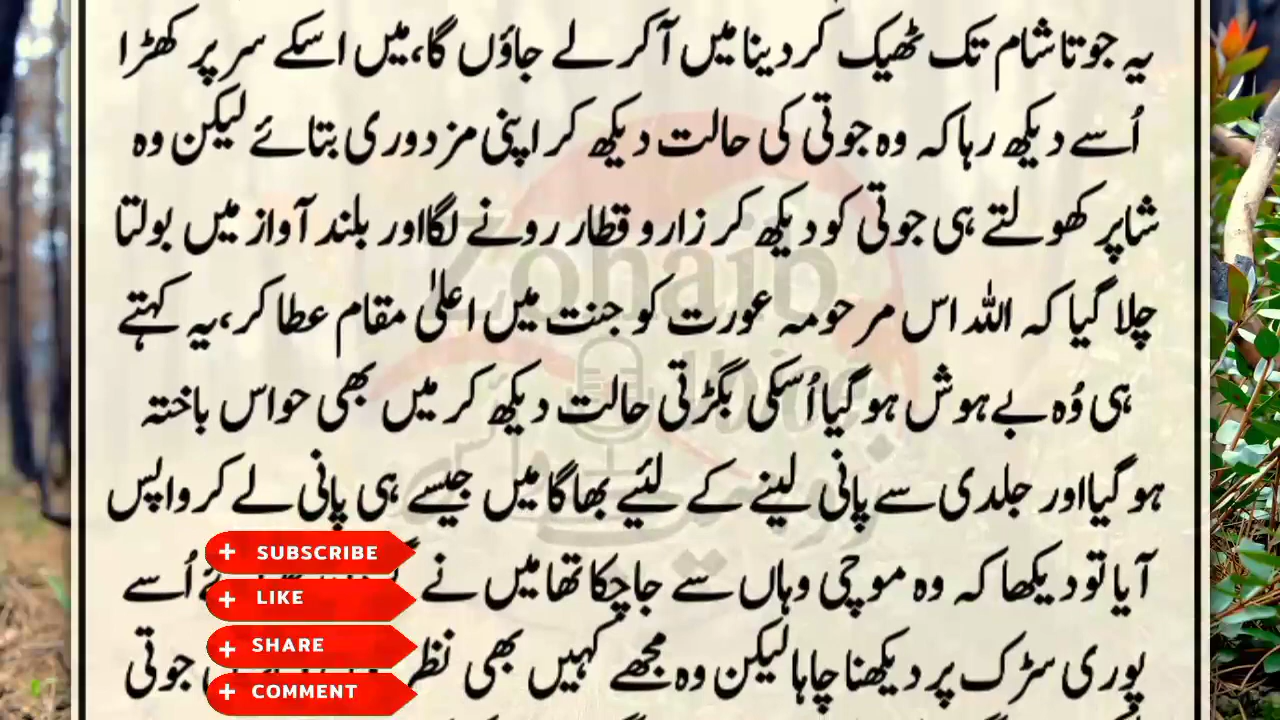 یہ جوتا شام تک ٹھیک کر دینا میں آکر لے جاؤں گا،میں اسکے سر پر کھڑا
اُسے دیکھ رہا کہ وہ جوتی کی حالت دیکھ کر اپنی مزدوری بتائے لیکن وہ
شاپر کھولتے ہی جوتی کو دیکھ کر زار و قطار رونے لگا اور بلند آواز میں بولتا
چلا گیا کہ اللہ اس مرحومہ عورت کو جنت میں اعلیٰ مقام عطا کر،یہ کہتے
ہی وُہ بے ہوش ہو گیا اُسکی بگڑتی حالت دیکھ کر میں بھی حواس باختہ
ہو گیا اور جلدی سے پانی لینے کے لئیے بھاگا میں جیسے ہی پانی لے کر واپس
آیا تو دیکھا کہ وہ موچی وہاں سے جاچکا تھا میں نے اُسے
پوری سڑک پر دیکھنا چاہا لیکن وہ مجھے کہیں بھی نظر جوتی
Zohaib
+ SUBSCRIBE
+ LIKE
+ SHARE
+ COMMENT